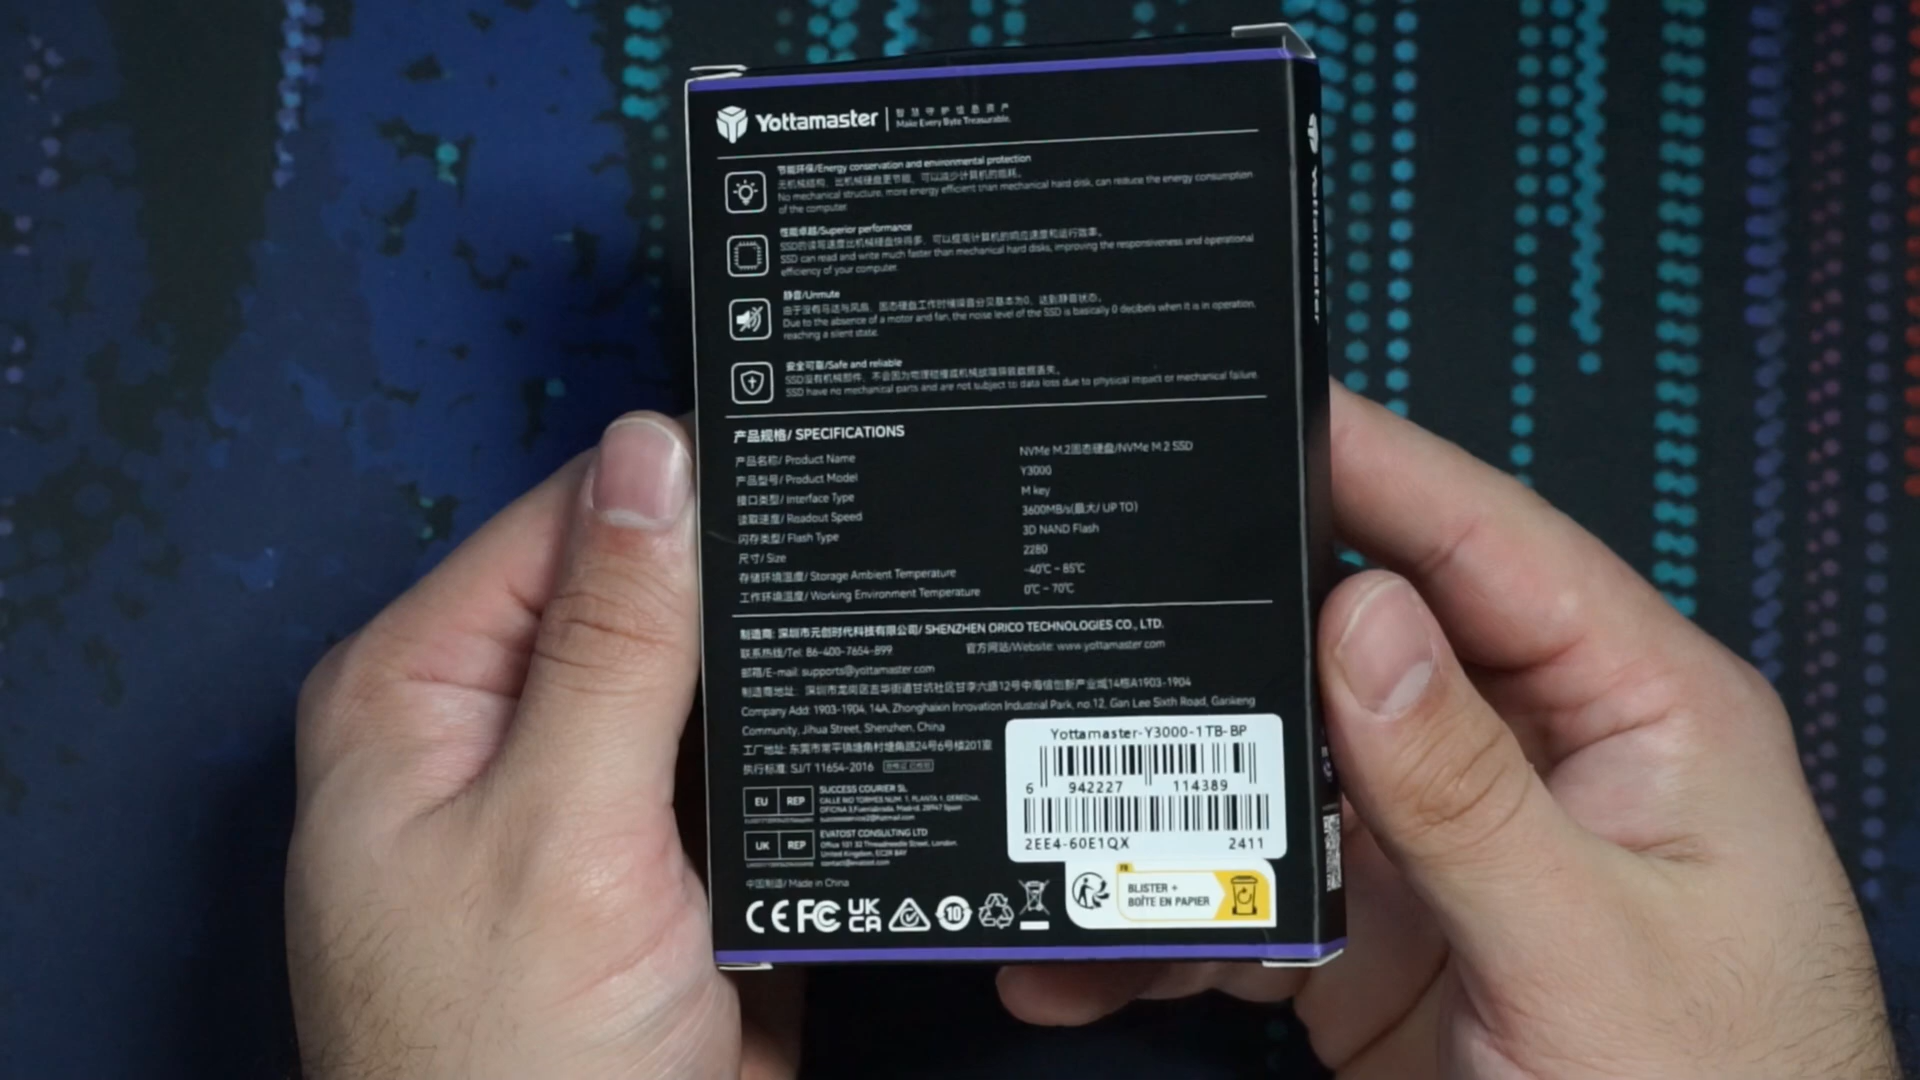 Yottamaster
智慧守护信息资产
Make Every Byte Treasurable.
节能环保/Energy conservation and environmental protection
无机械结构，比机械硬盘更节能，可以减少计算机的能耗。
No mechanical structure, more energy efficient than mechanical hard disk, can reduce the energy consumption
of the computer.
性能卓越/Superior performance
SSD的读写速度比机械硬盘快得多，可以提高计算机的响应速度和运行效率。
SSD can read and write much faster than mechanical hard disks, improving the responsiveness and operational
efficiency of your computer.
静音/Unmute
由于没有马达与风扇，固态硬盘工作时噪音分贝基本为0，达到静音状态。
Due to the absence of a motor and fan, the noise level of the SSD is basically 0 decibels when it is in operation,
reaching a silent state.
安全可靠/Safe and reliable
SSD没有机械部件，不会因为物理碰撞或机械故障导致数据丢失。
SSD have no mechanical parts and are not subject to data loss due to physical impact or mechanical failure.
产品规格/ SPECIFICATIONS
产品名称/ Product Name NVMe M.2固态硬盘/NVMe M.2 SSD
产品型号/ Product Model Y3000
接口类型/ Interface Type M key
读取速度/ Readout Speed 3600MB/s(最大/ UP TO)
闪存类型/ Flash Type 3D NAND Flash
尺寸/ Size 2280
存储环境温度/ Storage Ambient Temperature -40℃ ~ 85℃
工作环境温度/ Working Environment Temperature 0℃ ~ 70℃
制造商: 深圳市元创时代科技有限公司/ SHENZHEN ORICO TECHNOLOGIES CO., LTD.
联系热线/Tel: 86-400-7654-899 官方网站/Website: www.yottamaster.com
邮箱/E-mail: supports@yottamaster.com
制造商地址: 深圳市龙岗区吉华街道甘坑社区甘李六路12号中海信创新产业城14栋A1903-1904
Company Add: 1903-1904, 14A, Zhonghaixin Innovation Industrial Park, no.12, Gan Lee Sixth Road, Gankeng
Community, Jihua Street, Shenzhen, China
工厂地址: 东莞市常平镇塘角村塘角路24号6号楼201室
执行标准: SJ/T 11654-2016
EU REP
SUCCESS COURIER SL
CALLE RIO TORMES NUM. 1, PLANTA 1, DERECHA,
OFICINA 3, Fuenlabrada, Madrid, 28947 Spain
successservice2@hotmail.com
UK REP
EVATOST CONSULTING LTD
Office 101 32 Threadneedle Street, London,
United Kingdom, EC2R 8AY
contact@evatost.com
中国制造/ Made in China
CE FC UK CA 10
Yottamaster-Y3000-1TB-BP
6 942227 114389
2EE4-60E1QX 2411
FR
BLISTER +
BOÎTE EN PAPIER
Yottamaster